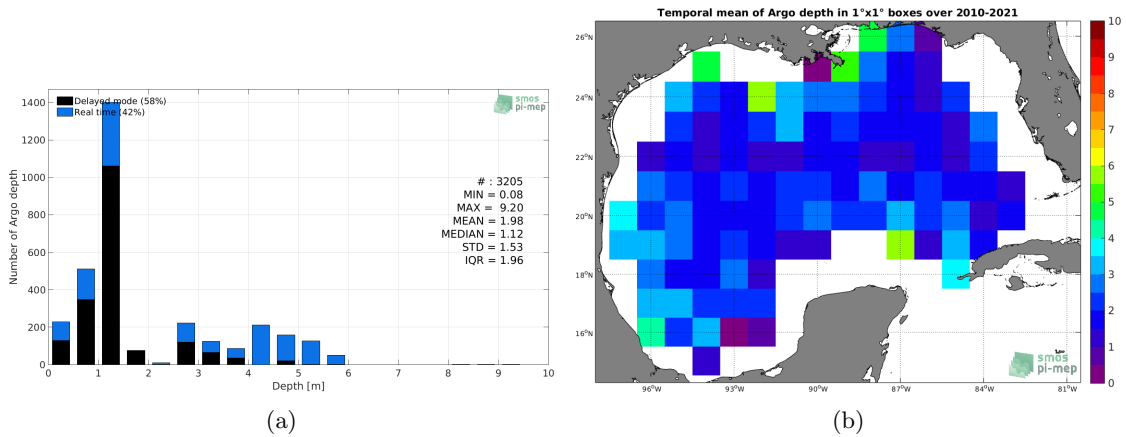 Temporal mean of Argo depth in 1°x1° boxes over 2010-2021
Delayed mode (58%)
Real time (42%)
smos
pi-mep
# : 3205
MIN = 0.08
MAX = 9.20
MEAN = 1.98
MEDIAN = 1.12
STD = 1.53
IQR = 1.96
Number of Argo depth
1400
1200
1000
800
600
400
200
0
0 1 2 3 4 5 6 7 8 9 10
Depth [m]
(a)
26°N
24°N
22°N
20°N
18°N
16°N
96°W 93°W 90°W 87°W 84°W 81°W
smos
pi-mep
10
9
8
7
6
5
4
3
2
1
0
(b)